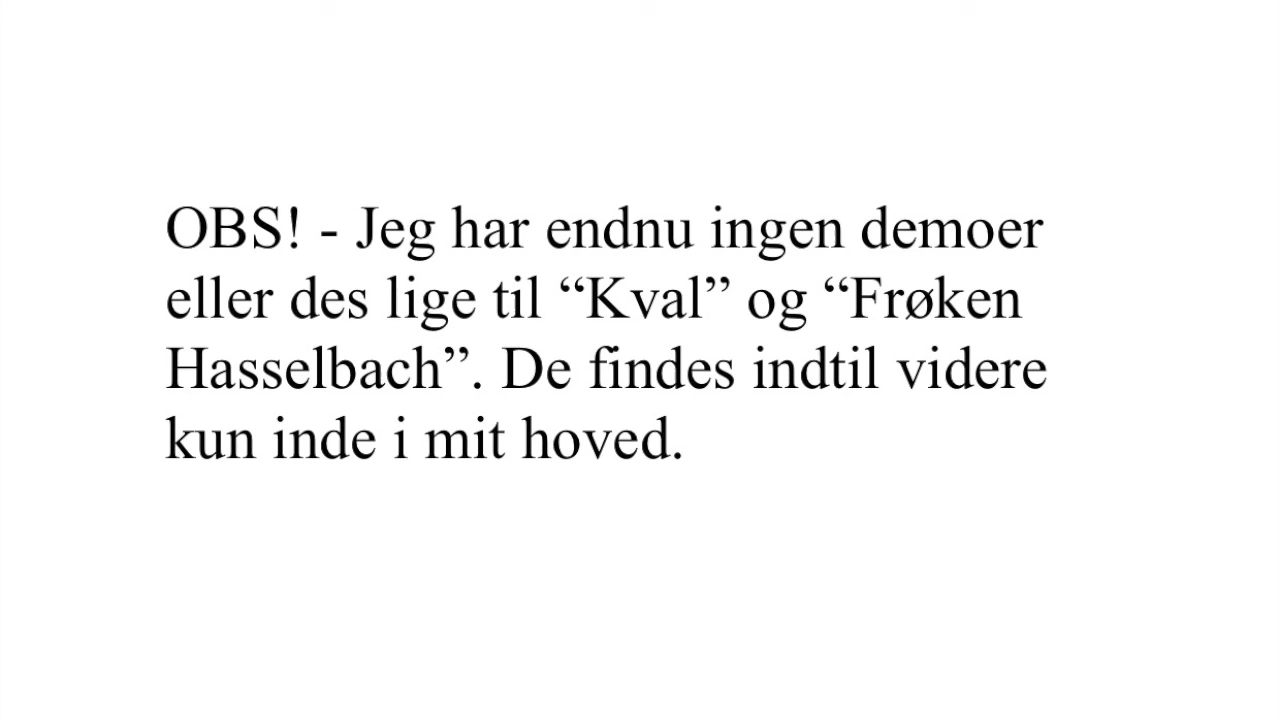 OBS! - Jeg har endnu ingen demoer
eller des lige til “Kval” og “Frøken
Hasselbach”. De findes indtil videre
kun inde i mit hoved.